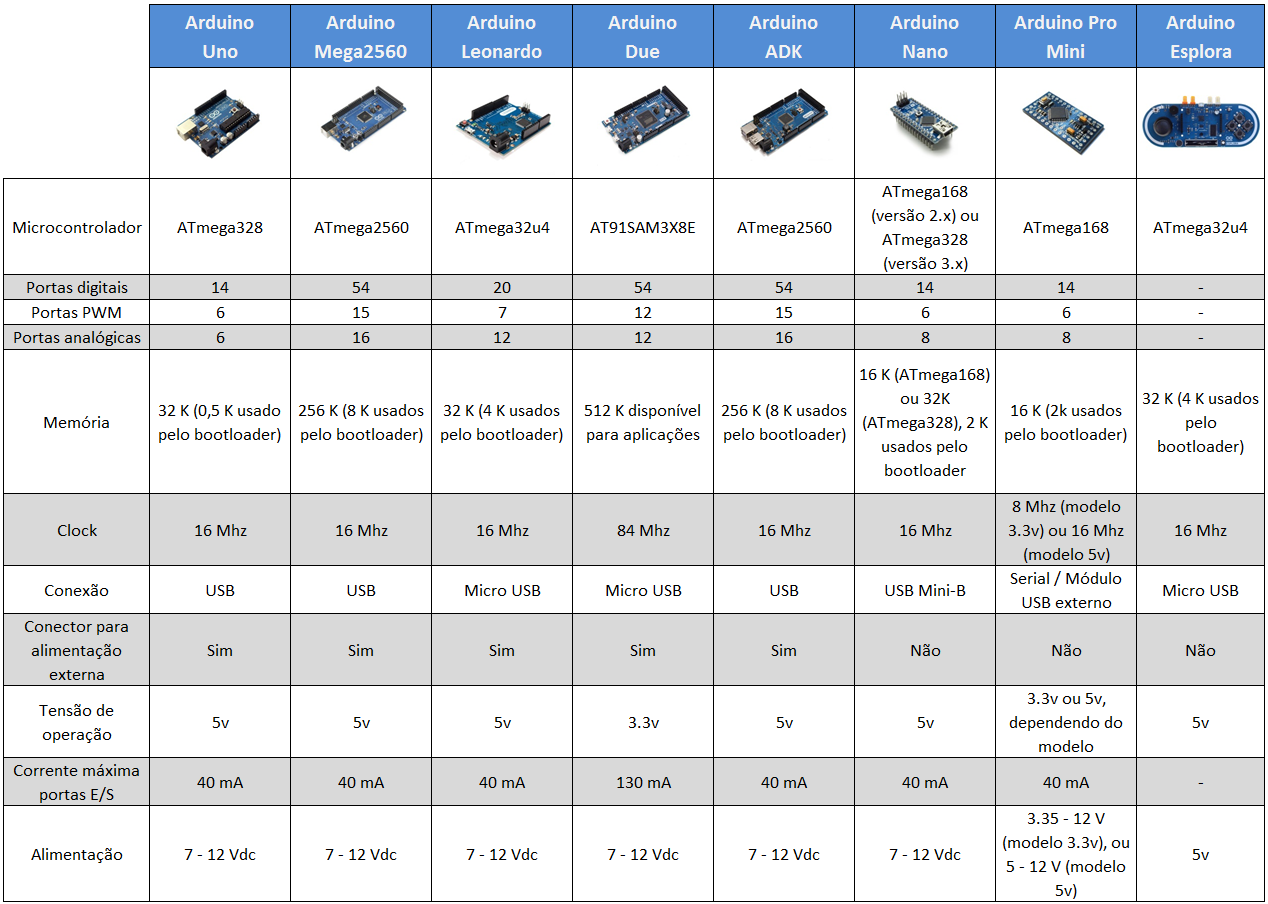 Arduino Uno
Arduino Mega2560
Arduino Leonardo
Arduino Due
Arduino ADK
Arduino Nano
Arduino Pro Mini
Arduino Esplora
Microcontrolador
ATmega328
ATmega2560
ATmega32u4
AT91SAM3X8E
ATmega2560
ATmega168
(versão 2.x) ou
ATmega328
(versão 3.x)
ATmega168
ATmega32u4
Portas digitais
14
54
20
54
54
14
14
-
Portas PWM
6
15
7
12
15
6
6
-
Portas analógicas
6
16
12
12
16
8
8
-
Memória
32 K (0,5 K usado
pelo bootloader)
256 K (8 K usados
pelo bootloader)
32 K (4 K usados
pelo bootloader)
512 K disponível
para aplicações
256 K (8 K usados
pelo bootloader)
16 K (ATmega168)
ou 32K
(ATmega328), 2 K
usados pelo
bootloader
16 K (2k usados
pelo bootloader)
32 K (4 K usados
pelo
bootloader)
Clock
16 Mhz
16 Mhz
16 Mhz
84 Mhz
16 Mhz
16 Mhz
8 Mhz (modelo
3.3v) ou 16 Mhz
(modelo 5v)
16 Mhz
Conexão
USB
USB
Micro USB
Micro USB
USB
USB Mini-B
Serial / Módulo
USB externo
Micro USB
Conector para
alimentação
externa
Sim
Sim
Sim
Sim
Sim
Não
Não
Não
Tensão de
operação
5v
5v
5v
3.3v
5v
5v
3.3v ou 5v,
dependendo do
modelo
5v
Corrente máxima
portas E/S
40 mA
40 mA
40 mA
130 mA
40 mA
40 mA
40 mA
-
Alimentação
7 - 12 Vdc
7 - 12 Vdc
7 - 12 Vdc
7 - 12 Vdc
7 - 12 Vdc
7 - 12 Vdc
3.35 - 12 V
(modelo 3.3v), ou
5 - 12 V (modelo
5v)
5v